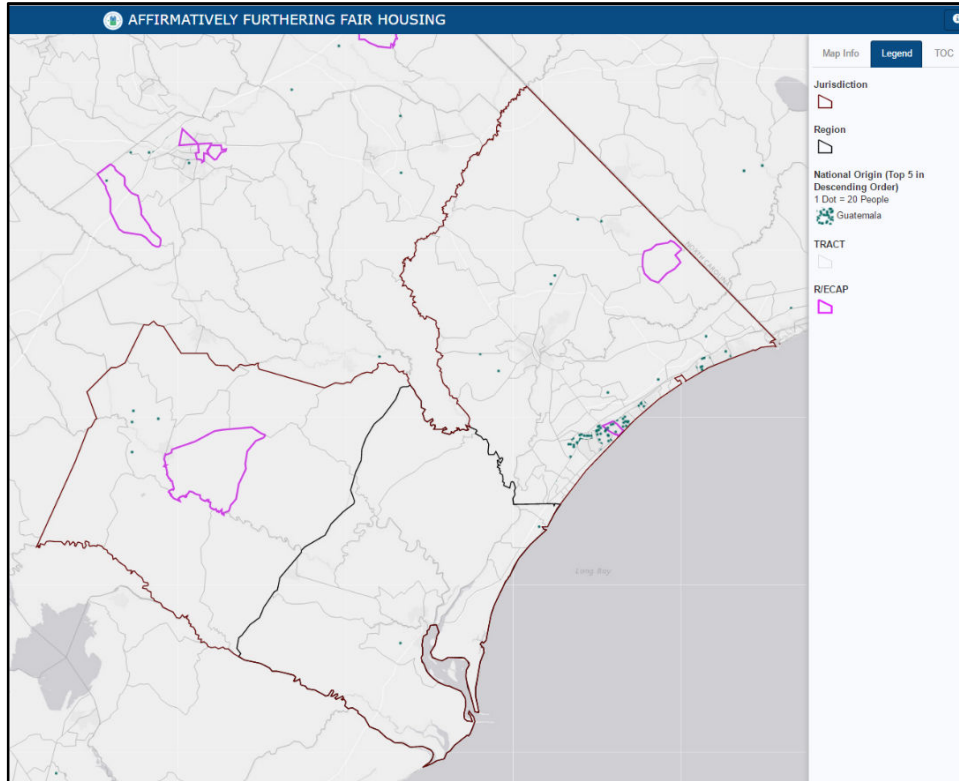 AFFIRMATIVELY FURTHERING FAIR HOUSING
Map Info Legend TOC
Jurisdiction
Region
National Origin (Top 5 in
Descending Order)
1 Dot = 20 People
Guatemala
TRACT
R/ECAP
Long Bay